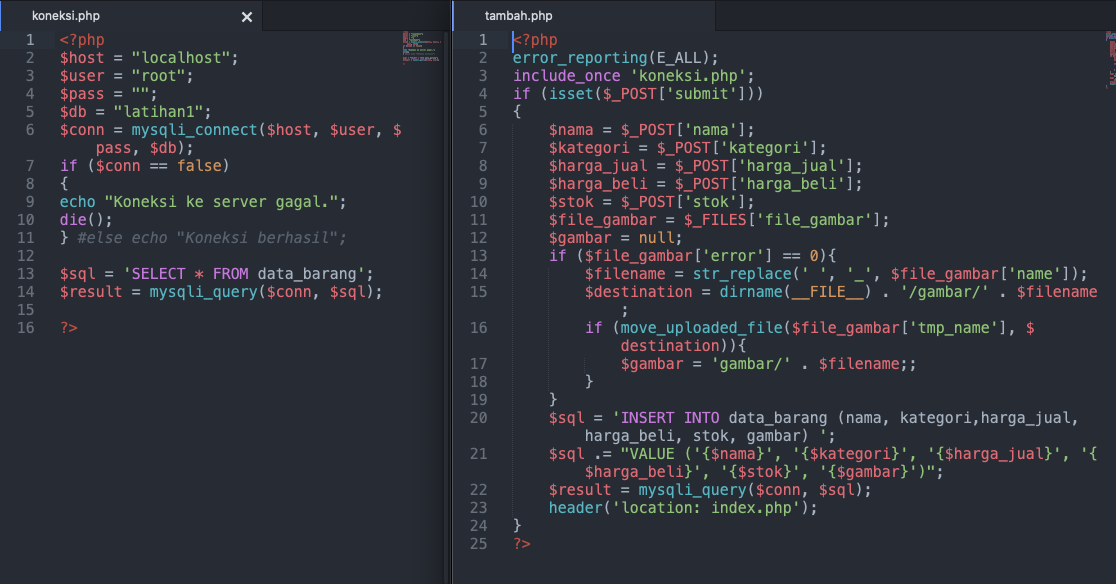 koneksi.php
1 <?php
2 $host = "localhost";
3 $user = "root";
4 $pass = "";
5 $db = "latihan1";
6 $conn = mysqli_connect($host, $user, $
pass, $db);
7 if ($conn == false)
8 {
9 echo "Koneksi ke server gagal.";
10 die();
11 } #else echo "Koneksi berhasil";
12
13 $sql = 'SELECT * FROM data_barang';
14 $result = mysqli_query($conn, $sql);
15
16 ?>
tambah.php
1 <?php
2 error_reporting(E_ALL);
3 include_once 'koneksi.php';
4 if (isset($_POST['submit']))
5 {
6 $nama = $_POST['nama'];
7 $kategori = $_POST['kategori'];
8 $harga_jual = $_POST['harga_jual'];
9 $harga_beli = $_POST['harga_beli'];
10 $stok = $_POST['stok'];
11 $file_gambar = $_FILES['file_gambar'];
12 $gambar = null;
13 if ($file_gambar['error'] == 0){
14 $filename = str_replace(' ', '_', $file_gambar['name']);
15 $destination = dirname(__FILE__) . '/gambar/' . $filename
;
16 if (move_uploaded_file($file_gambar['tmp_name'], $
destination)){
17 $gambar = 'gambar/' . $filename;;
18 }
19 }
20 $sql = 'INSERT INTO data_barang (nama, kategori,harga_jual,
harga_beli, stok, gambar) ';
21 $sql .= "VALUE ('{$nama}', '{$kategori}', '{$harga_jual}', '{
$harga_beli}', '{$stok}', '{$gambar}')";
22 $result = mysqli_query($conn, $sql);
23 header('location: index.php');
24 }
25 ?>